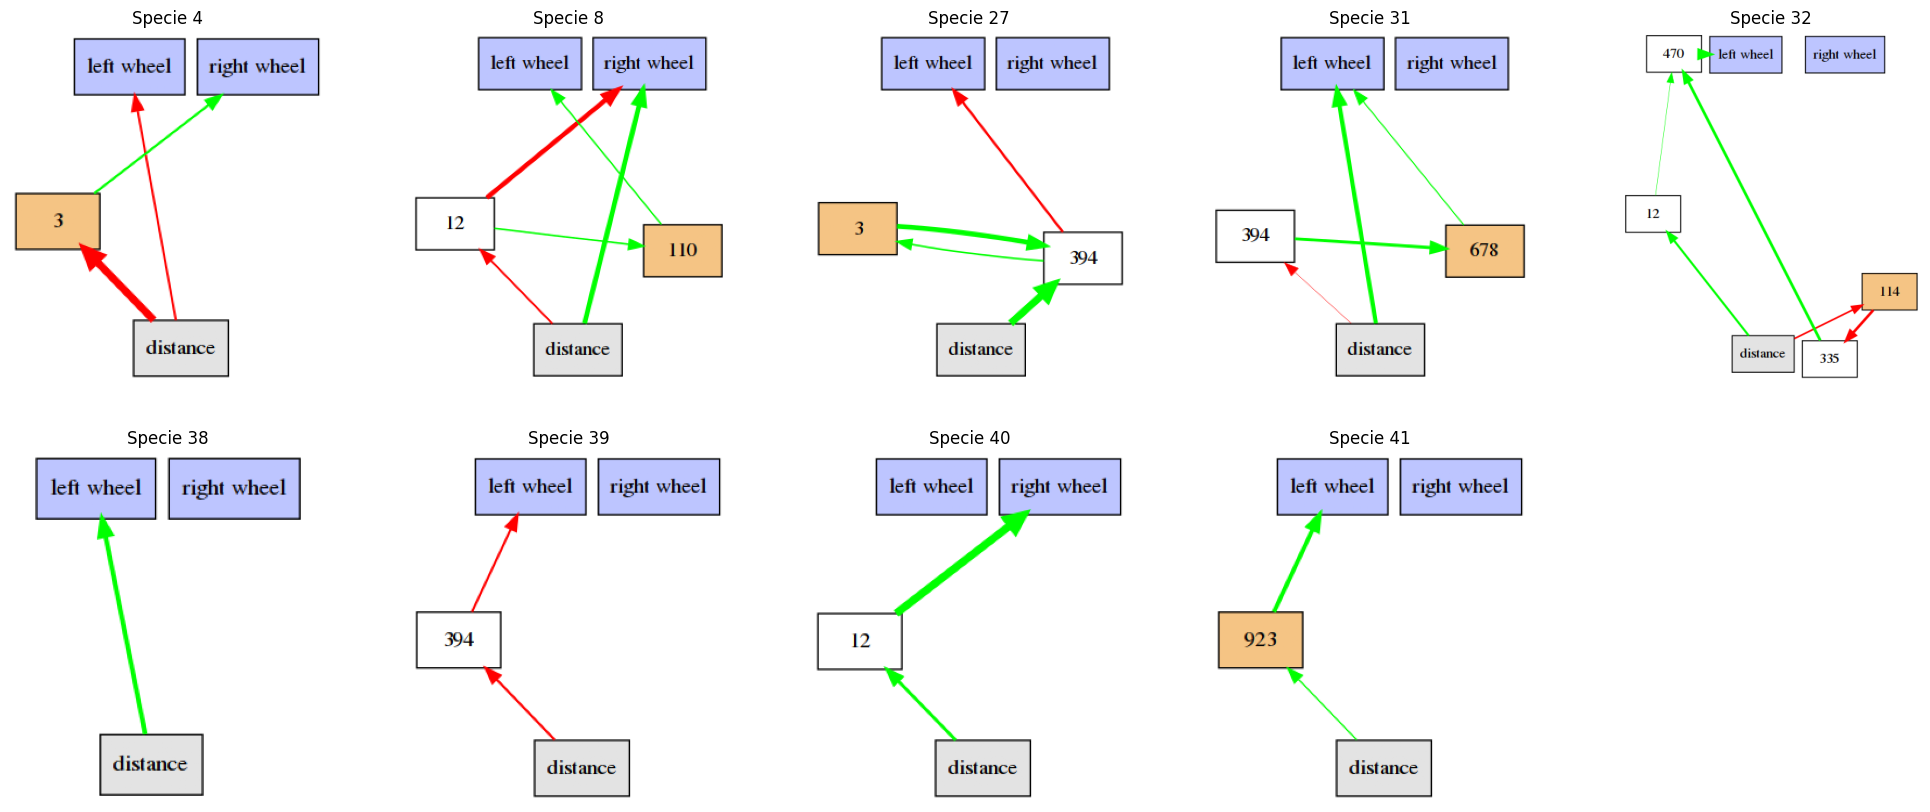 Specie 4
left wheel
right wheel
3
distance
Specie 8
left wheel
right wheel
12
110
distance
Specie 27
left wheel
right wheel
3
394
distance
Specie 31
left wheel
right wheel
394
678
distance
Specie 32
470
left wheel
right wheel
12
114
distance
335
Specie 38
left wheel
right wheel
distance
Specie 39
left wheel
right wheel
394
distance
Specie 40
left wheel
right wheel
12
distance
Specie 41
left wheel
right wheel
923
distance